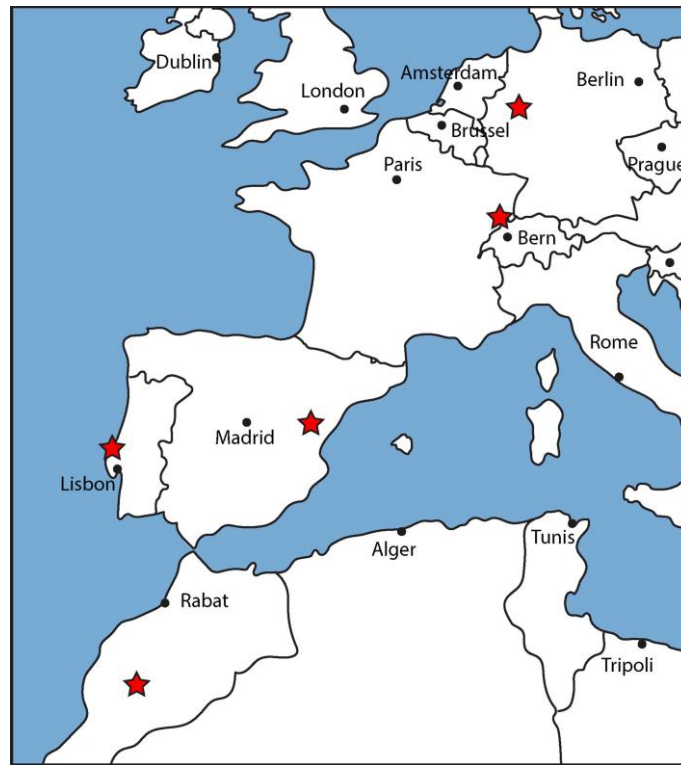 Dublin
London
Amsterdam
Berlin
Brussel
Prague
Paris
Bern
Rome
Madrid
Lisbon
Alger
Tunis
Rabat
Tripoli